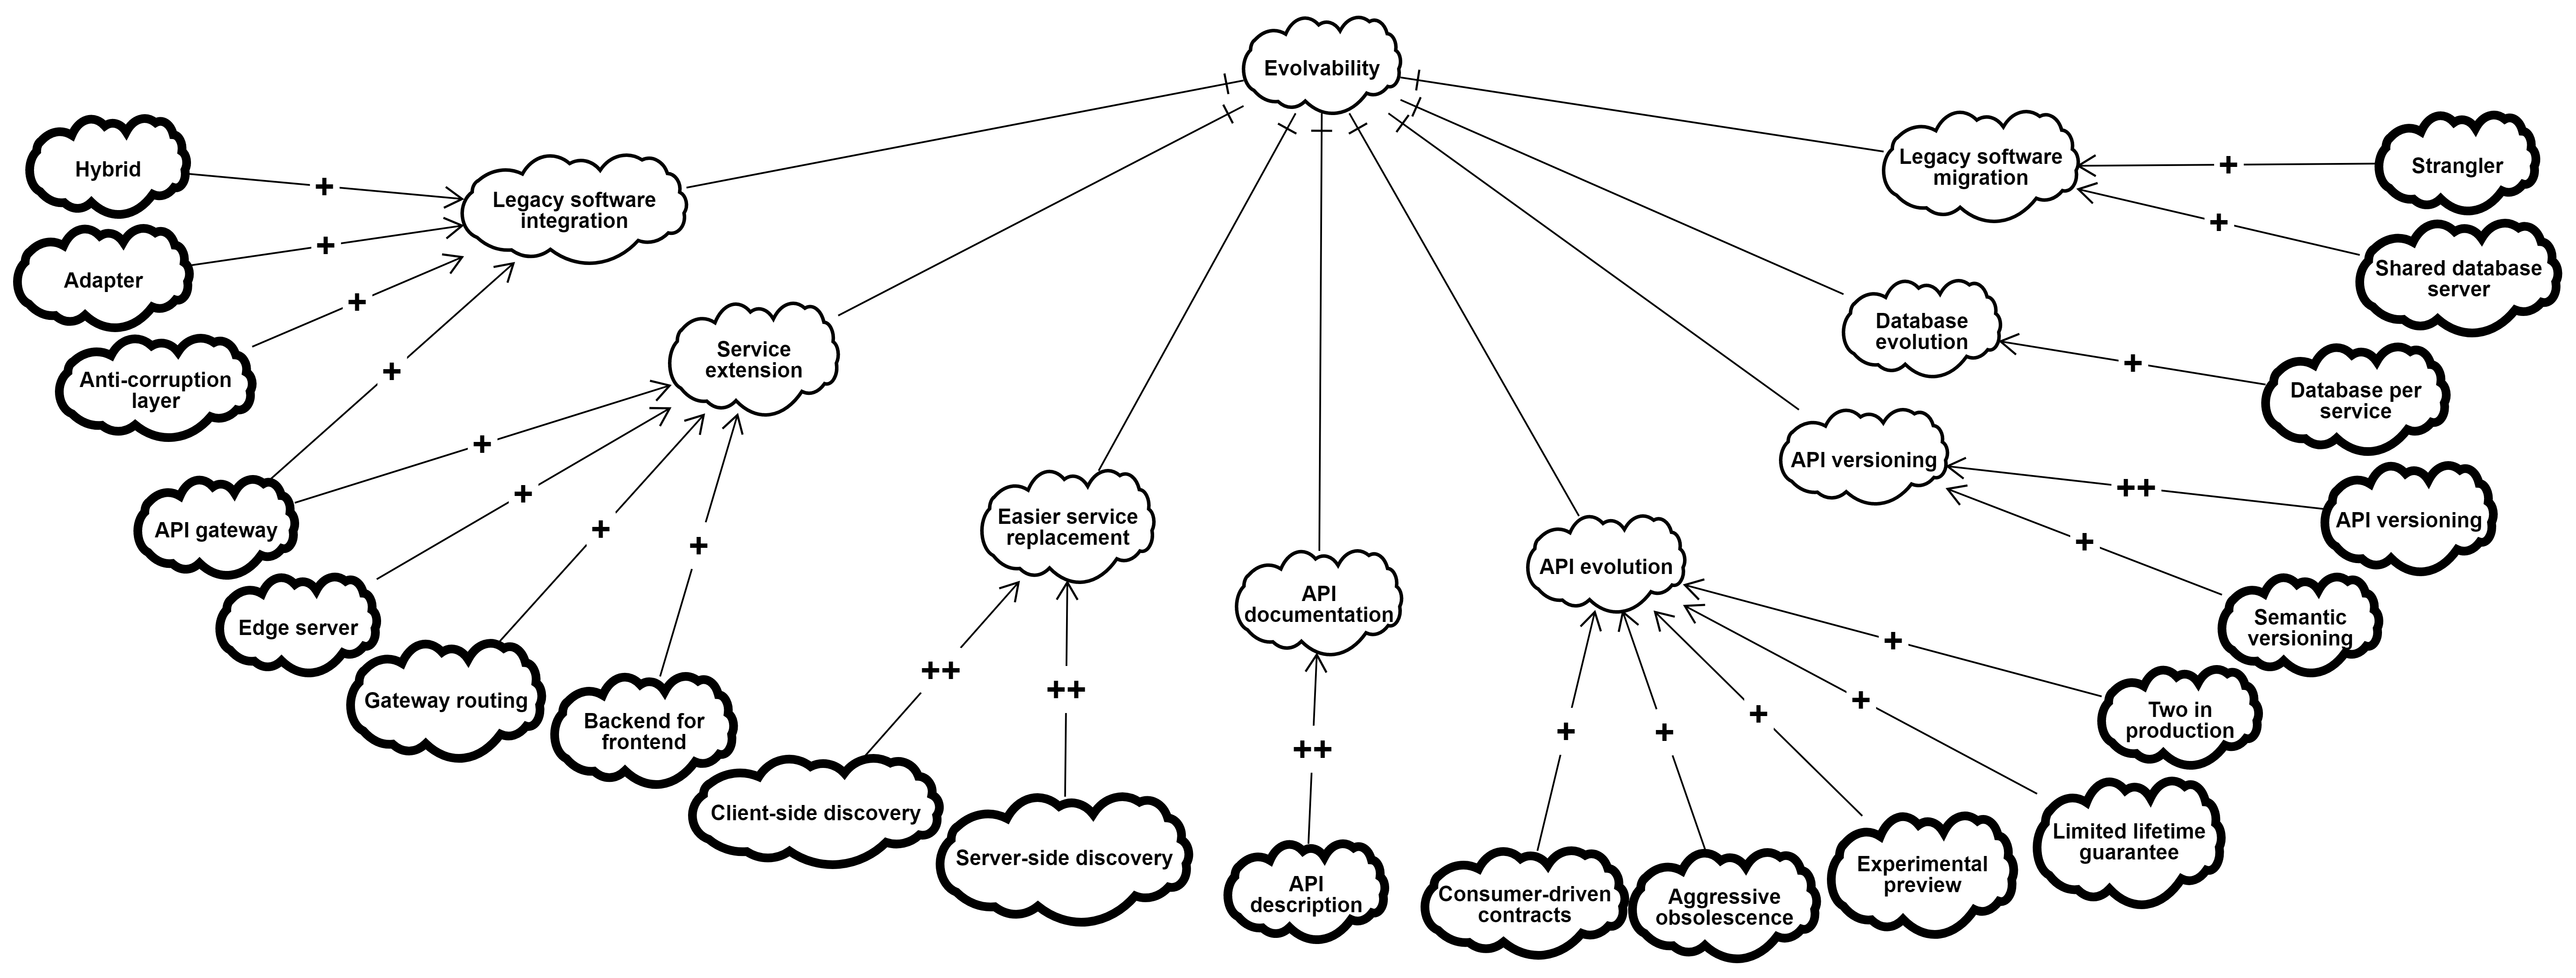 Evolvability
Hybrid
+
Legacy software
integration
Adapter
+
Anti-corruption
layer
+
API gateway
+
Service
extension
+
Edge server
+
Gateway routing
+
Backend for
frontend
+
Easier service
replacement
Client-side discovery
++
Server-side discovery
++
API
documentation
++
API
description
API evolution
+
Consumer-driven
contracts
+
Aggressive
obsolescence
+
Experimental
preview
+
Limited lifetime
guarantee
+
Two in
production
API versioning
++
API versioning
+
Semantic
versioning
Database
evolution
+
Database per
service
Legacy software
migration
+
Strangler
+
Shared database
server